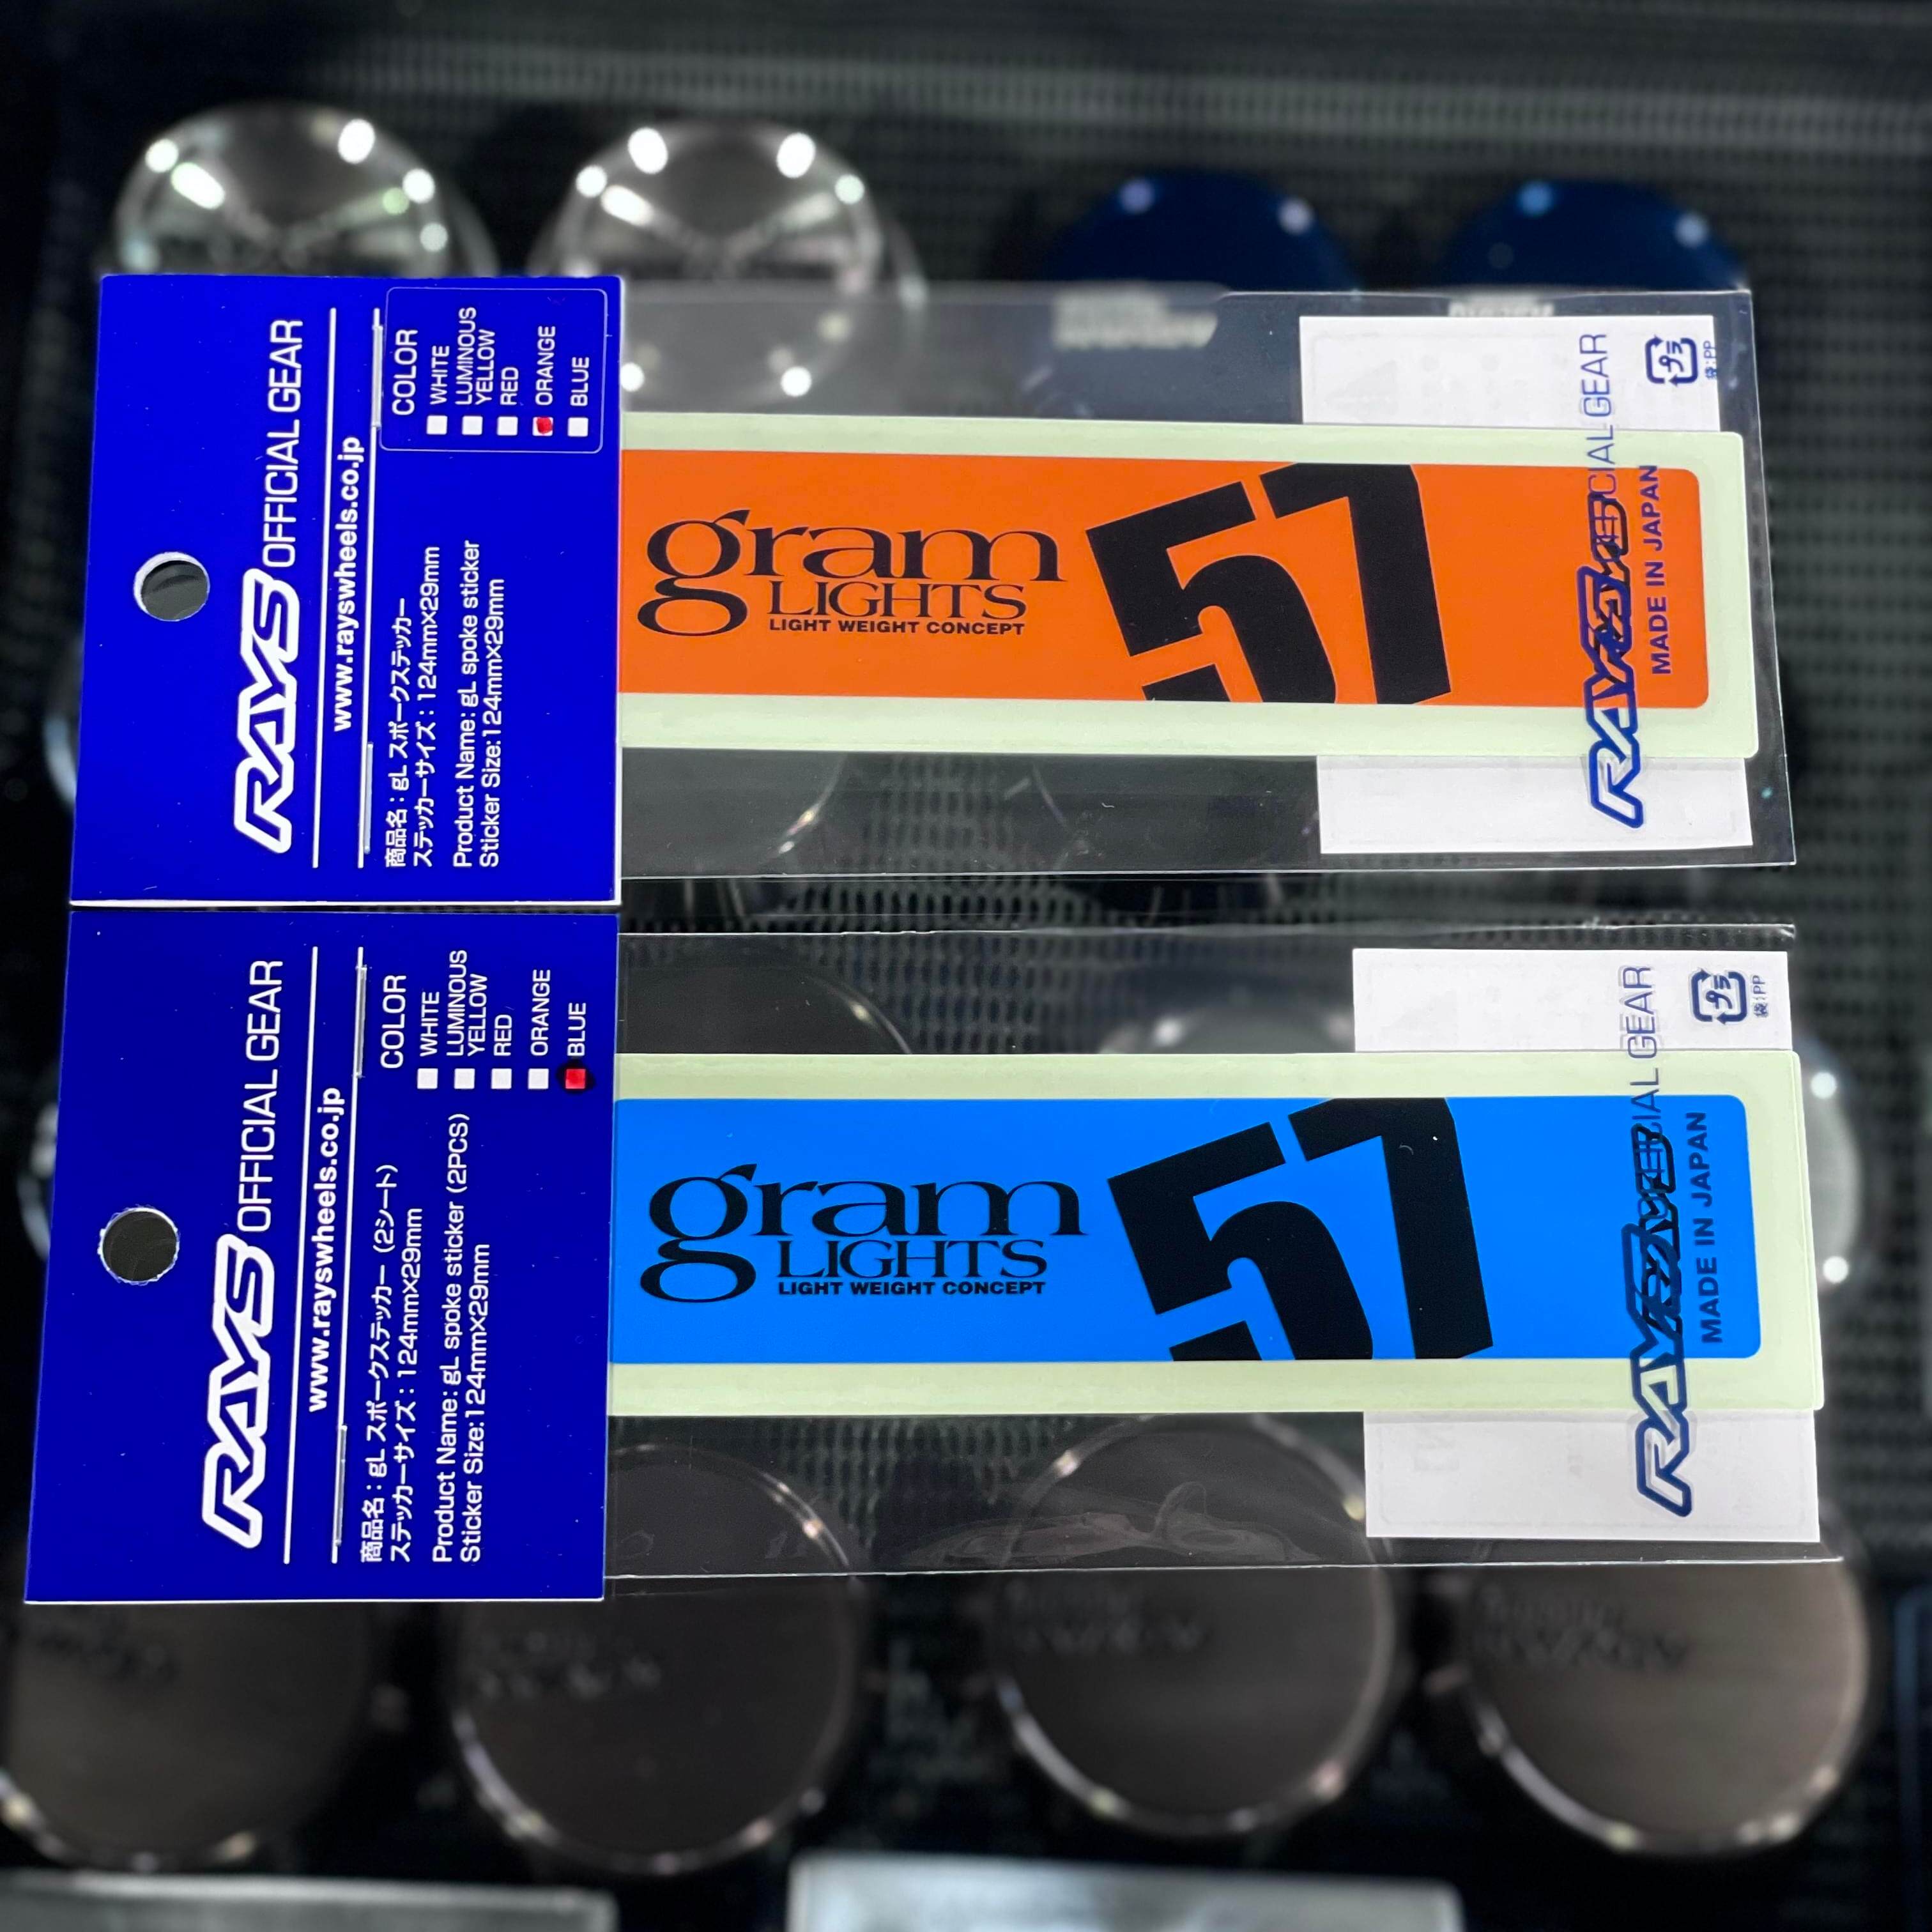 RAYS OFFICIAL GEAR
www.rayswheels.co.jp
商品名：gL スポークステッカー
ステッカーサイズ：124mm×29mm
Product Name: gL spoke sticker
Sticker Size:124mm×29mm
COLOR
WHITE
LUMINOUS
YELLOW
RED
ORANGE
BLUE
gram
LIGHTS
LIGHT WEIGHT CONCEPT
57
RAYS OFFICIAL GEAR
MADE IN JAPAN
プラ
袋:PP
RAYS OFFICIAL GEAR
www.rayswheels.co.jp
商品名：gL スポークステッカー（2シート）
ステッカーサイズ：124mm×29mm
Product Name: gL spoke sticker (2PCS)
Sticker Size:124mm×29mm
COLOR
WHITE
LUMINOUS
YELLOW
RED
ORANGE
BLUE
gram
LIGHTS
LIGHT WEIGHT CONCEPT
57
RAYS OFFICIAL GEAR
MADE IN JAPAN
プラ
袋:PP